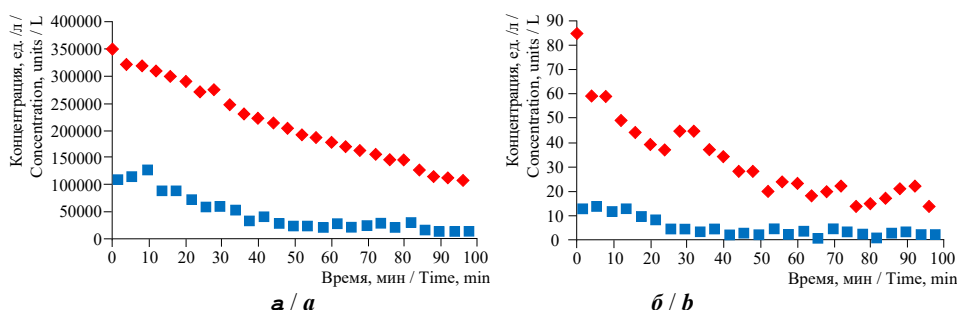 Концентрация, ед. /л /
Concentration, units / L
400000
350000
300000
250000
200000
150000
100000
50000
0
0 10 20 30 40 50 60 70 80 90 100
Время, мин / Time, min
а / a
Концентрация, ед. /л /
Concentration, units / L
90
80
70
60
50
40
30
20
10
0
0 10 20 30 40 50 60 70 80 90 100
Время, мин / Time, min
б / b